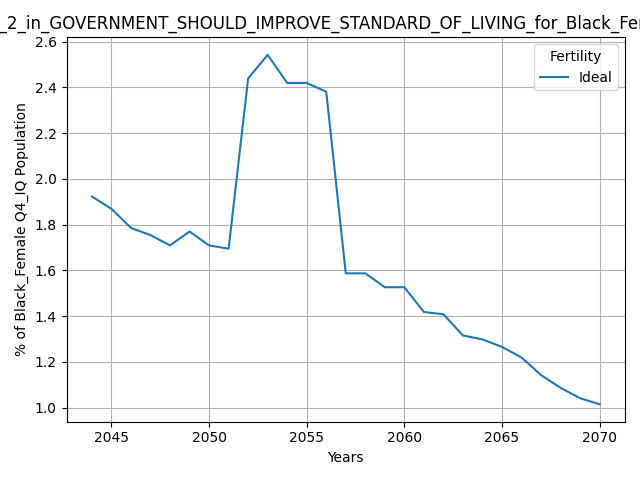 _2_in_GOVERNMENT_SHOULD_IMPROVE_STANDARD_OF_LIVING_for_Black_Fe
Fertility
Ideal
% of Black_Female Q4_IQ Population
2.6
2.4
2.2
2.0
1.8
1.6
1.4
1.2
1.0
2045 2050 2055 2060 2065 2070
Years